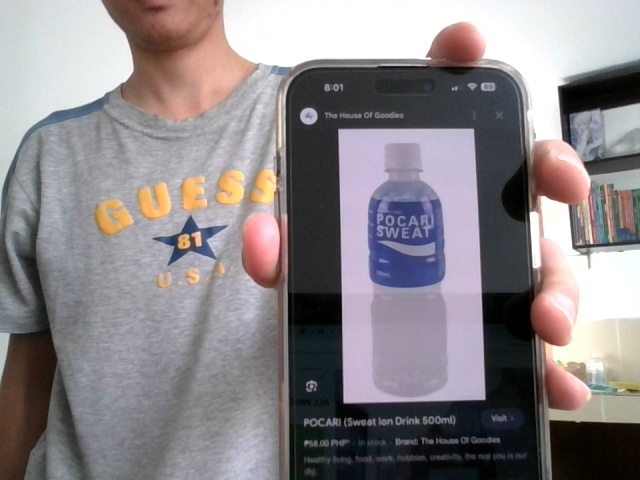 GUESS
81
USA
8:01
88
The House Of Goodies
POCARI
SWEAT
POCARI (Sweat Ion Drink 500ml)
Visit
₱58.00 PHP* · In stock · Brand: The House Of Goodies
Healthy living, food, work, hobbies, creativity, the real you is our
dig.